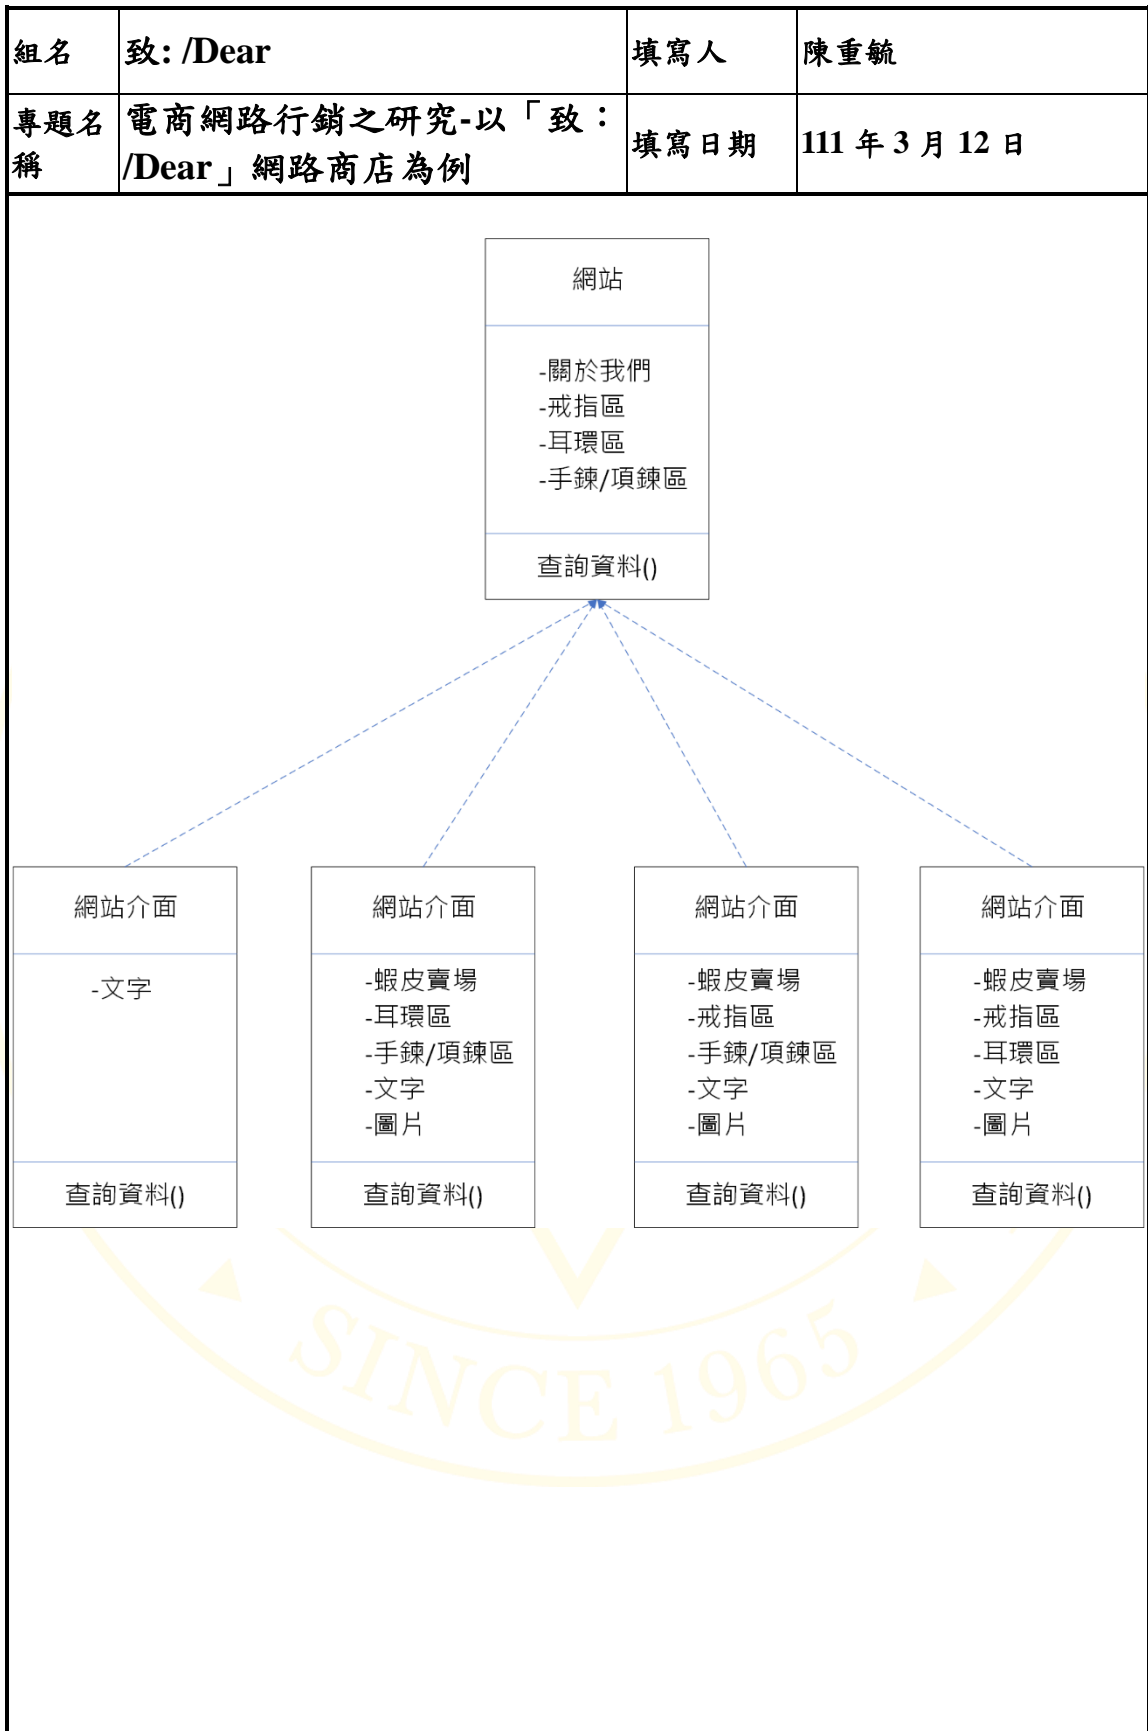 組名 致: /Dear 填寫人 陳重毓
專題名稱 電商網路行銷之研究-以「致：/Dear」網路商店為例 填寫日期 111 年 3 月 12 日
網站
-關於我們
-戒指區
-耳環區
-手鍊/項鍊區
查詢資料()
網站介面
-文字
查詢資料()
網站介面
-蝦皮賣場
-耳環區
-手鍊/項鍊區
-文字
-圖片
查詢資料()
網站介面
-蝦皮賣場
-戒指區
-手鍊/項鍊區
-文字
-圖片
查詢資料()
網站介面
-蝦皮賣場
-戒指區
-耳環區
-文字
-圖片
查詢資料()
SINCE 1965